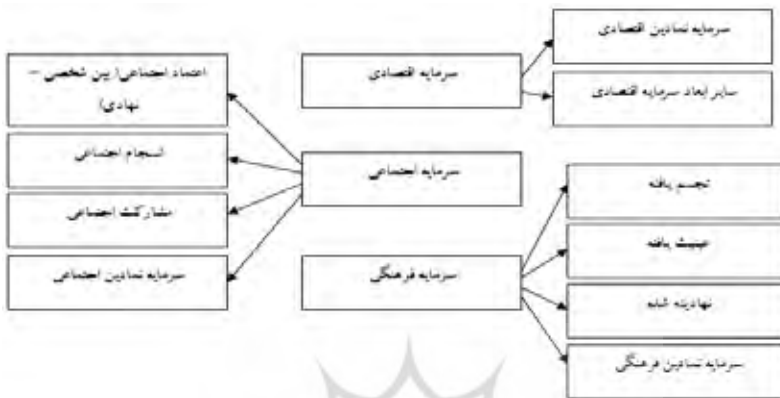 سرمایه نمادین اقتصادی
سایر ابعاد سرمایه اقتصادی
سرمایه اقتصادی
اعتماد اجتماعی( بین شخصی –
نهادی)
انسجام اجتماعی
مشارکت اجتماعی
سرمایه نمادین اجتماعی
سرمایه اجتماعی
تجسم یافته
عینیت یافته
نهادینه شده
سرمایه نمادین فرهنگی
سرمایه فرهنگی